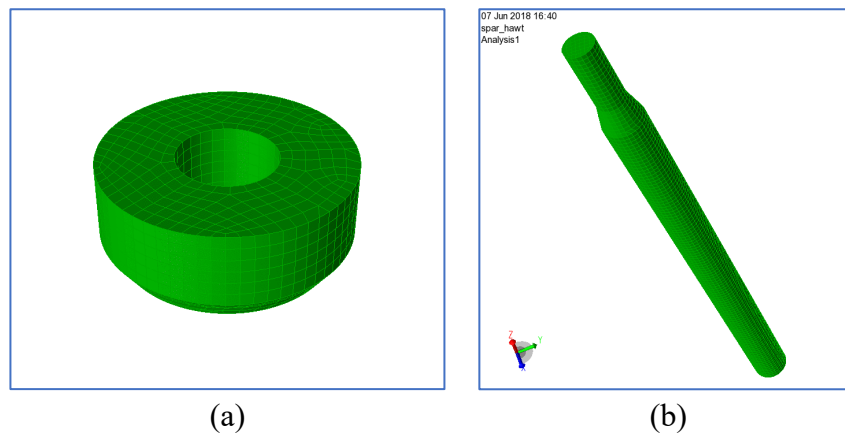 07 Jun 2018 16:40
spar_hawt
Analysis1
Z
Y
X
(a)
(b)